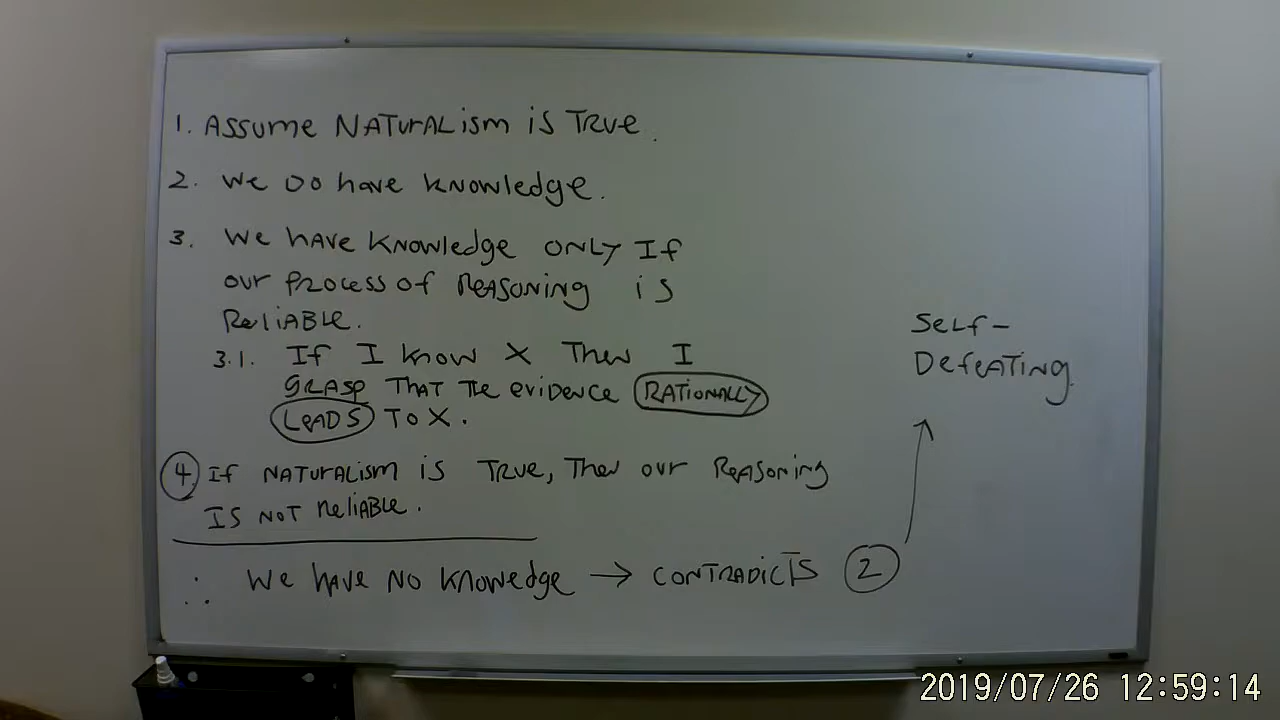 1. Assume Naturalism is True.
2. We do have knowledge.
3. We have knowledge only if
our process of reasoning is
reliable.
3.1. If I know X Then I
grasp that the evidence rationally
leads to X.
4 If Naturalism is True, Then our Reasoning
is not reliable.
∴ We have no knowedge → contradicts 2
Self-
Defeating.
2019/07/26 12:59:14